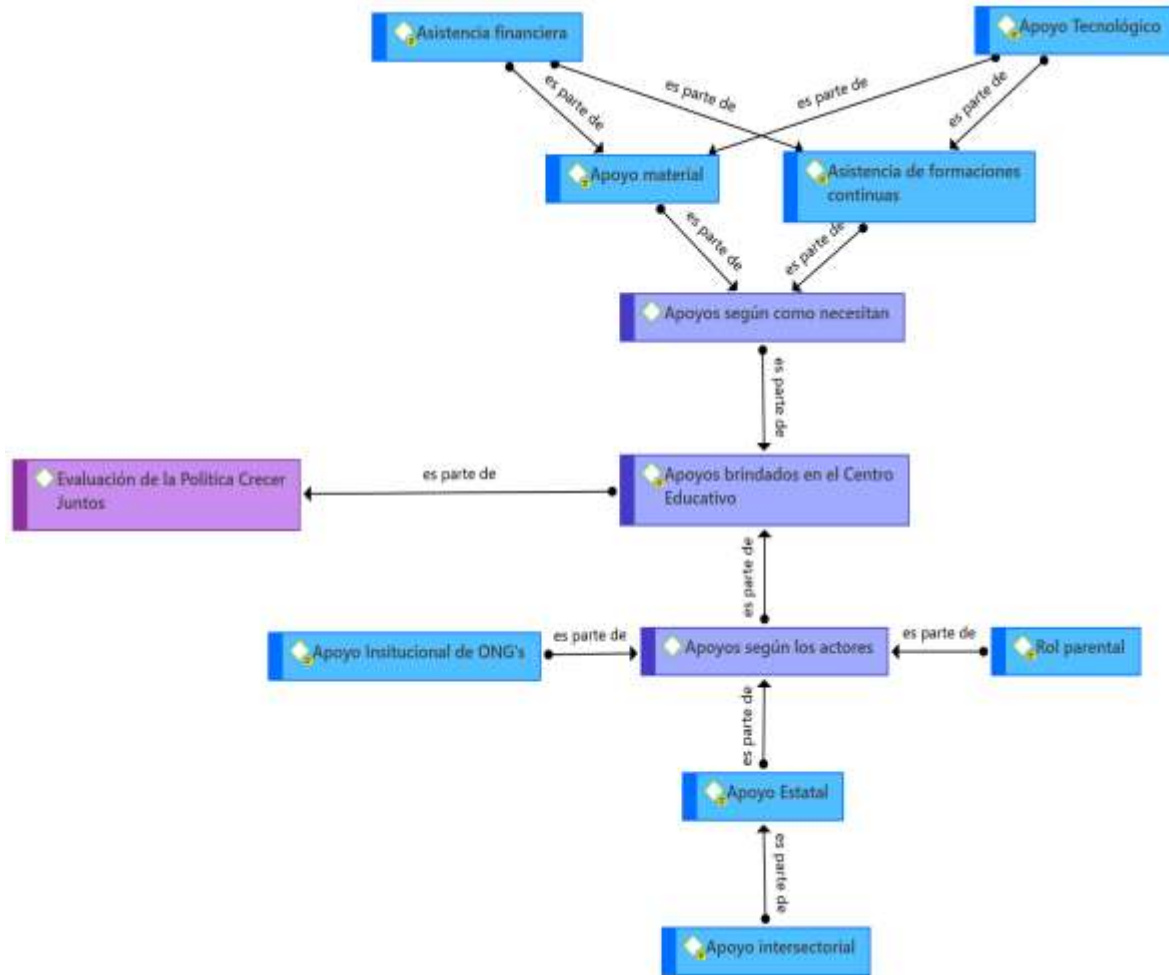 Asistencia financiera
Apoyo Tecnológico
es parte de
es parte de
es parte de
es parte de
Apoyo material
Asistencia de formaciones
continuas
es parte de
es parte de
Apoyos según como necesitan
es parte de
Evaluación de la Política Crecer
Juntos
es parte de
Apoyos brindados en el Centro
Educativo
es parte de
Apoyo Insitucional de ONG's
es parte de
Apoyos según los actores
es parte de
Rol parental
es parte de
Apoyo Estatal
es parte de
Apoyo intersectorial